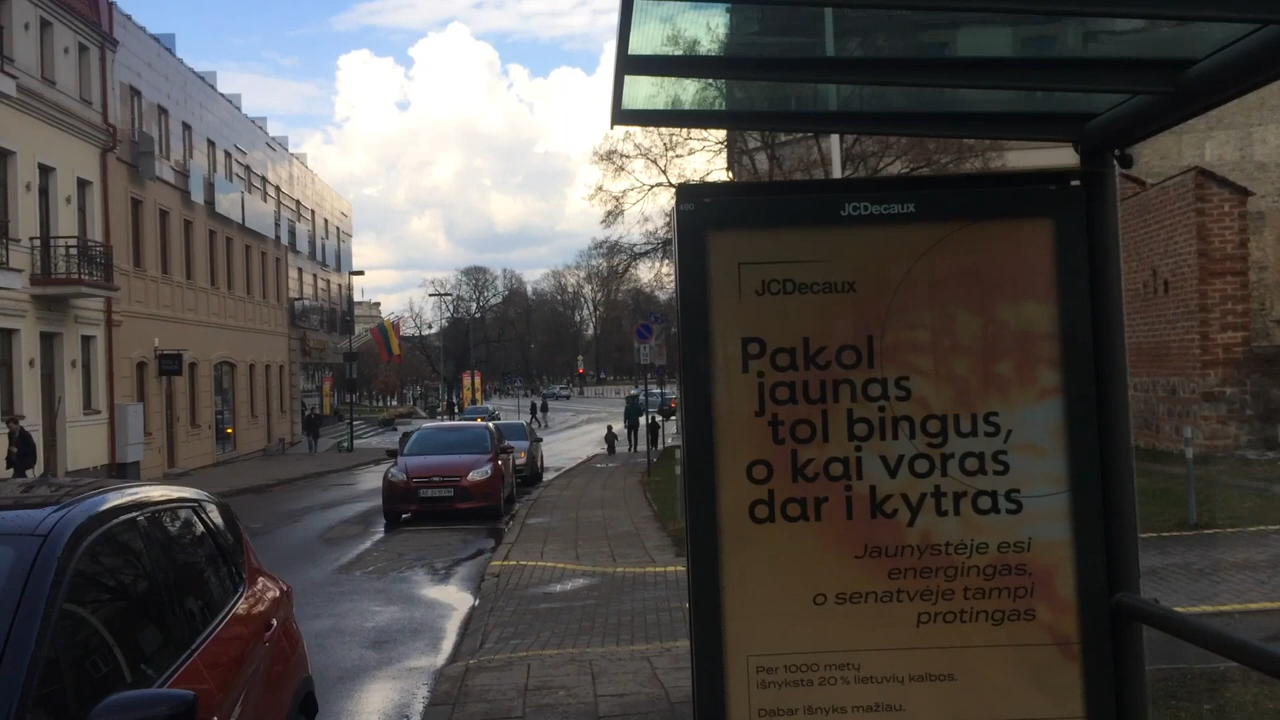 490
JCDecaux
JCDecaux
Pakol
jaunas
tol bingus,
o kai voras
dar i kytras
Jaunystėje esi
energingas,
o senatvėje tampi
protingas
Per 1000 metų
išnyksta 20 % lietuvių kalbos.
Dabar išnyks mažiau.